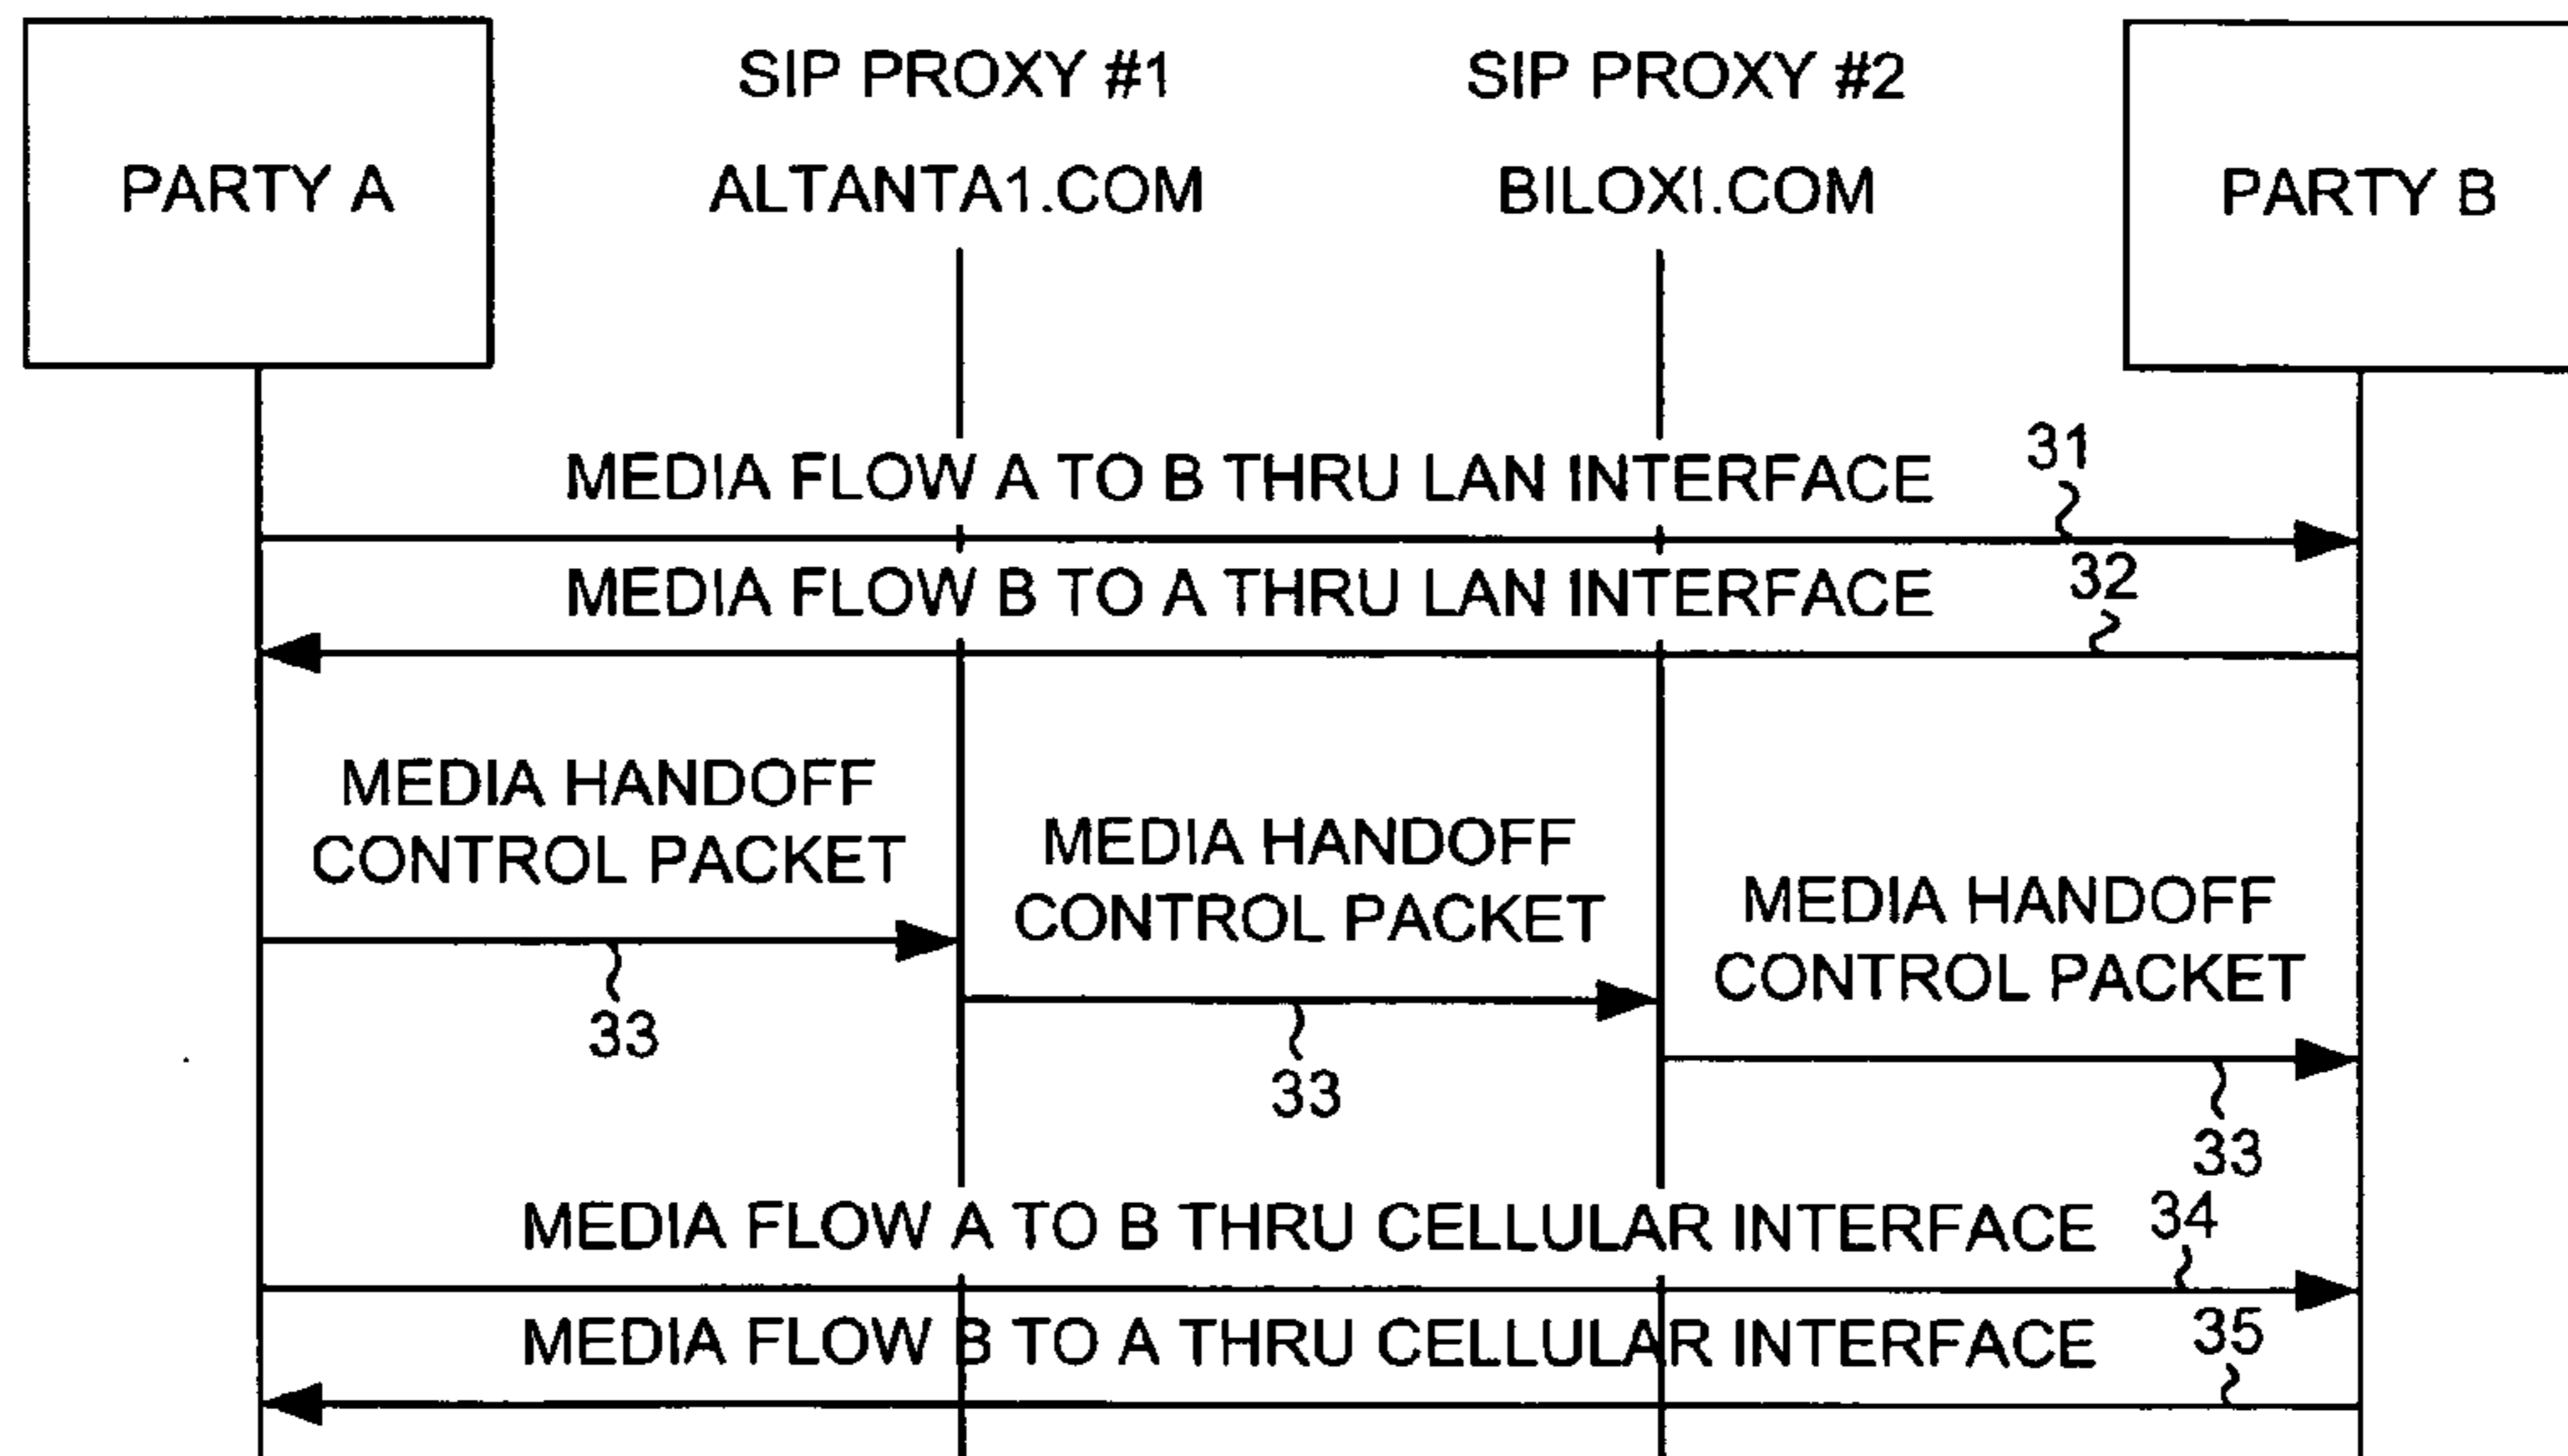 PARTY A
SIP PROXY #1
ALTANTA1.COM
SIP PROXY #2
BILOXI.COM
PARTY B
MEDIA FLOW A TO B THRU LAN INTERFACE
31
MEDIA FLOW B TO A THRU LAN INTERFACE
32
MEDIA HANDOFF
CONTROL PACKET
33
MEDIA HANDOFF
CONTROL PACKET
33
MEDIA HANDOFF
CONTROL PACKET
33
MEDIA FLOW A TO B THRU CELLULAR INTERFACE
34
MEDIA FLOW B TO A THRU CELLULAR INTERFACE
35